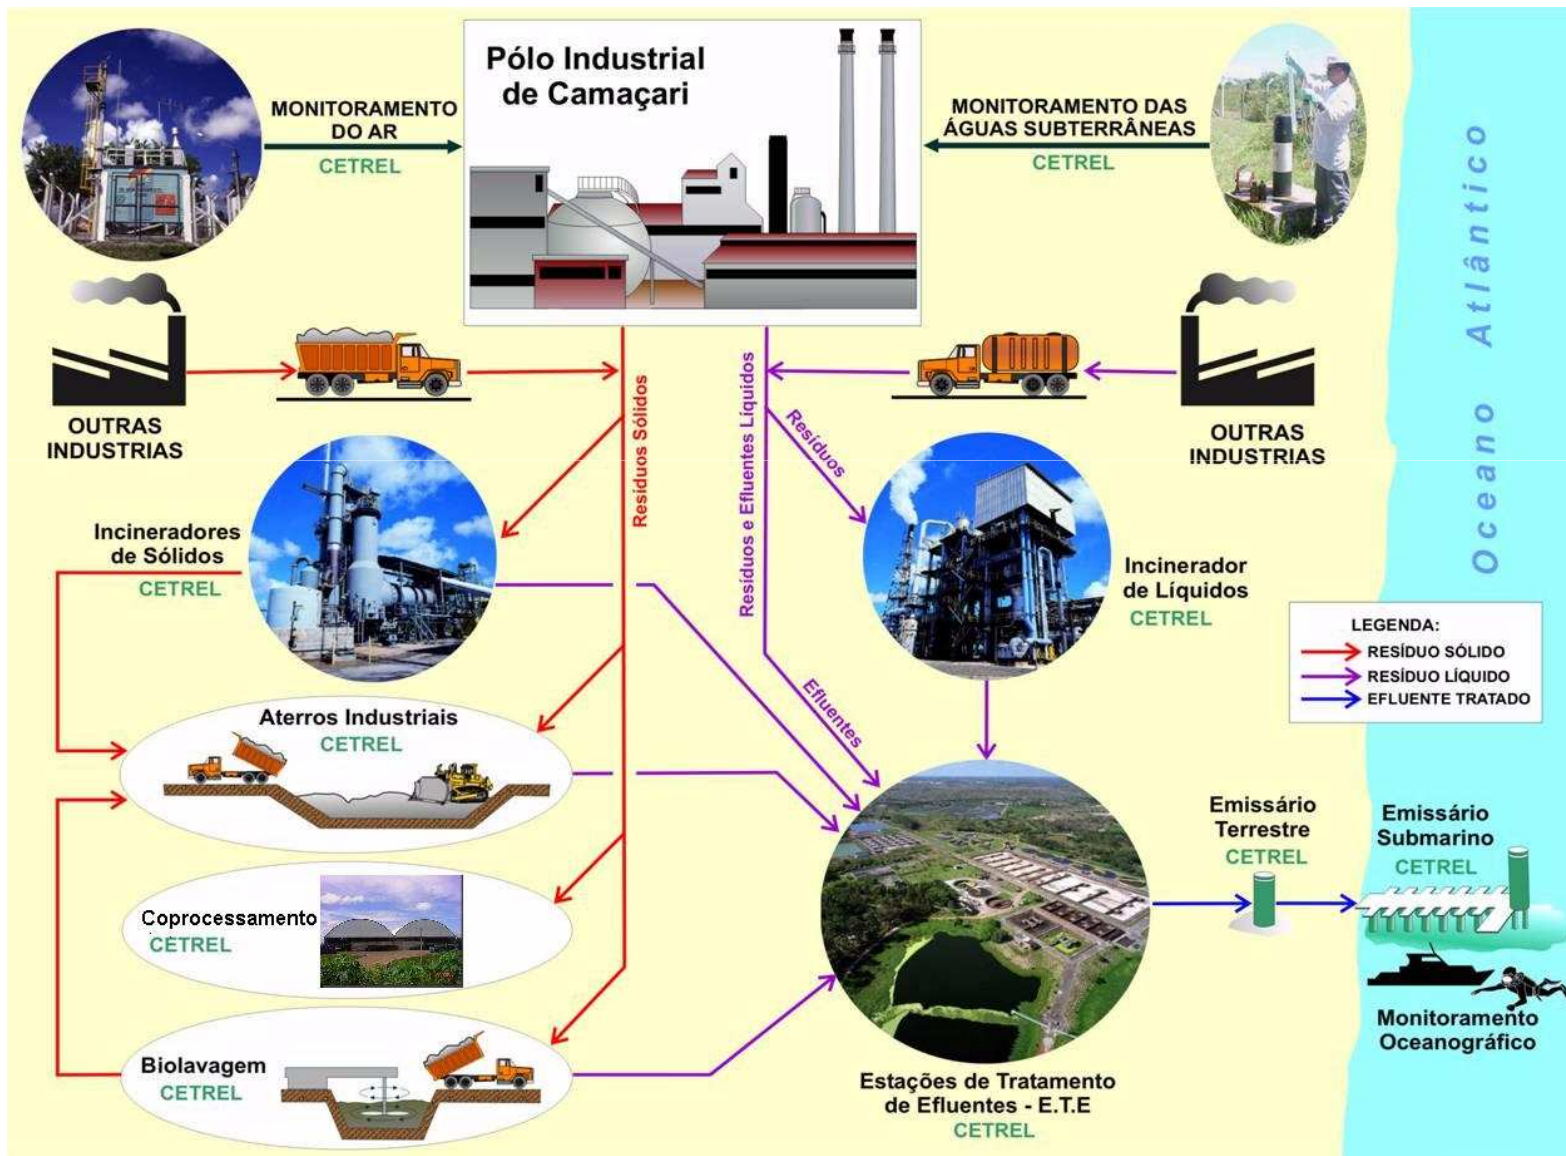 Pólo Industrial
de Camaçari
MONITORAMENTO
DO AR
CETREL
MONITORAMENTO DAS
ÁGUAS SUBTERRÂNEAS
CETREL
Oceano Atlântico
OUTRAS
INDUSTRIAS
OUTRAS
INDUSTRIAS
Resíduos Sólidos
Resíduos e Efluentes Líquidos
Resíduos
Incineradores
de Sólidos
CETREL
Incinerador
de Líquidos
CETREL
LEGENDA:
RESÍDUO SÓLIDO
RESÍDUO LÍQUIDO
EFLUENTE TRATADO
Efluentes
Aterros Industriais
CETREL
Emissário
Terrestre
CETREL
Emissário
Submarino
CETREL
Coprocessamento
CETREL
Monitoramento
Oceanográfico
Biolavagem
CETREL
Estações de Tratamento
de Efluentes - E.T.E
CETREL